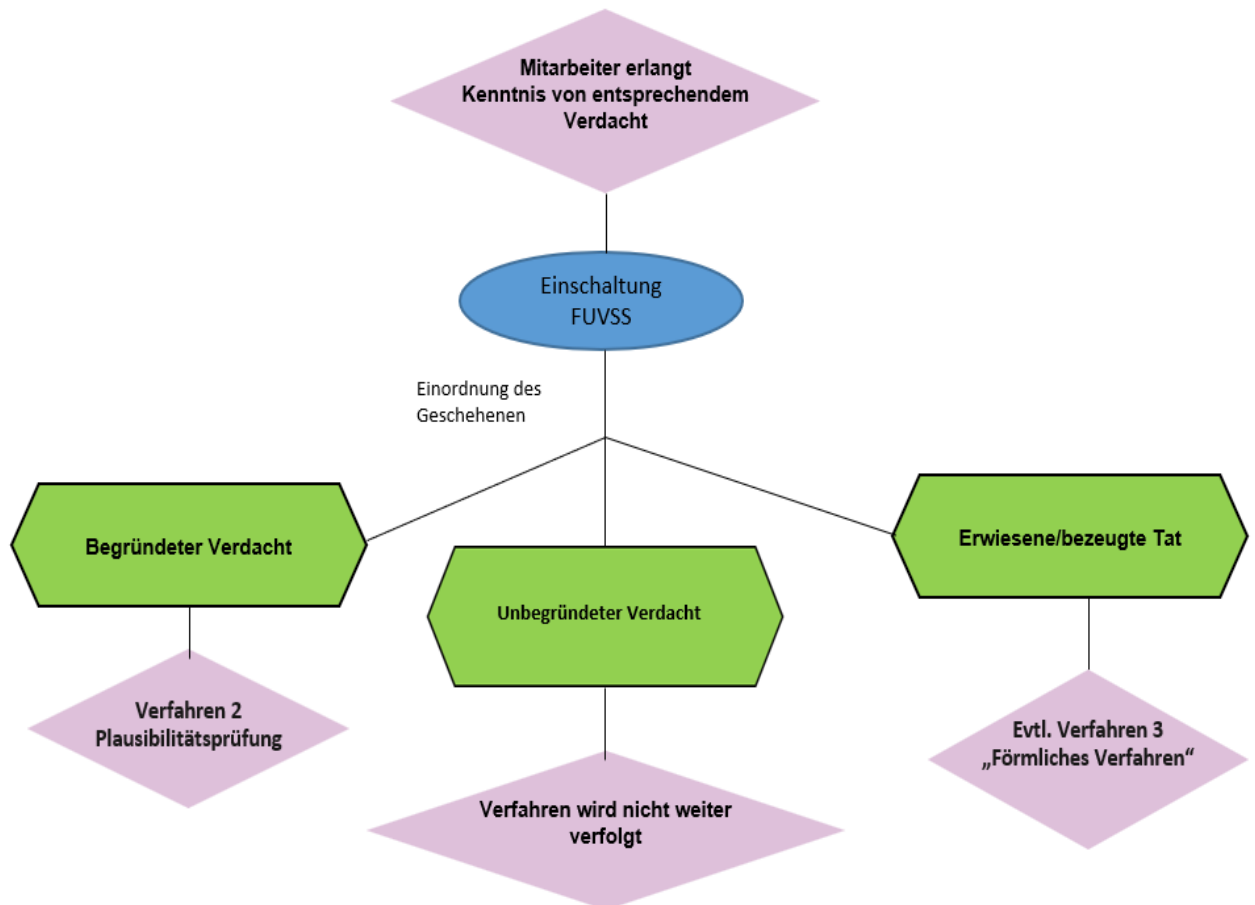 Mitarbeiter erlangt
Kenntnis von entsprechendem
Verdacht
Einschaltung
FUVSS
Einordnung des
Geschehenen
Begründeter Verdacht
Unbegründeter Verdacht
Erwiesene/bezeugte Tat
Verfahren 2
Plausibilitätsprüfung
Verfahren wird nicht weiter
verfolgt
Evtl. Verfahren 3
„Förmliches Verfahren“